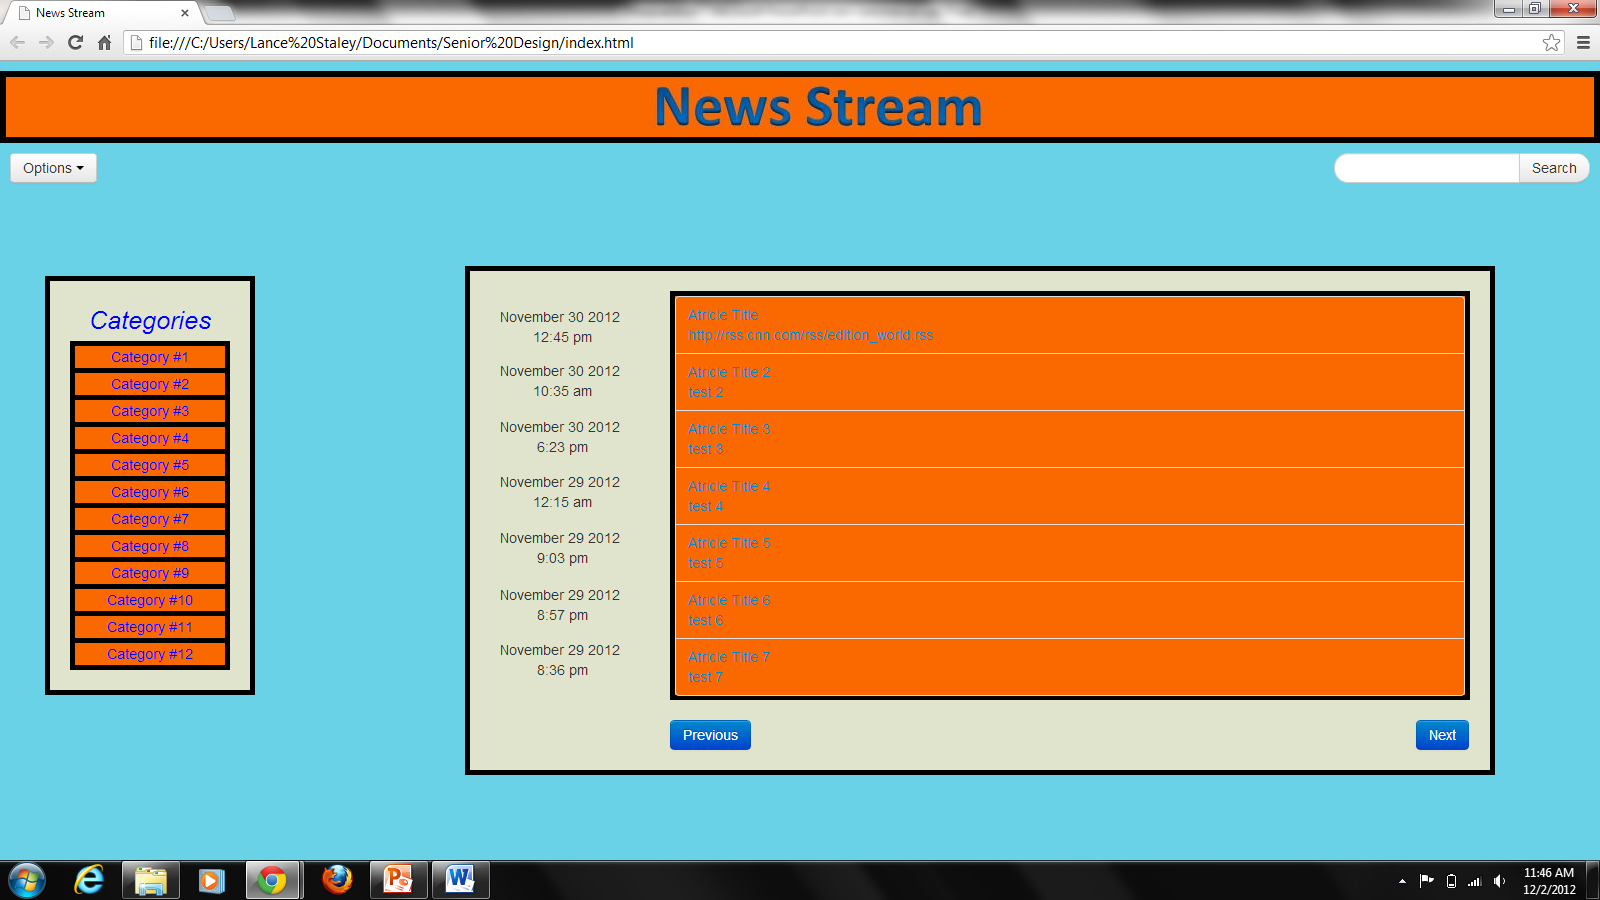 News Stream
file:///C:/Users/Lance%20Staley/Documents/Senior%20Design/index.html
News Stream
Options
Search
Categories
Category #1
Category #2
Category #3
Category #4
Category #5
Category #6
Category #7
Category #8
Category #9
Category #10
Category #11
Category #12
November 30 2012
12:45 pm
Atricle Title
http://rss.cnn.com/rss/edition_world.rss
November 30 2012
10:35 am
Atricle Title 2
test 2
November 30 2012
6:23 pm
Atricle Title 3
test 3
November 29 2012
12:15 am
Atricle Title 4
test 4
November 29 2012
9:03 pm
Atricle Title 5
test 5
November 29 2012
8:57 pm
Atricle Title 6
test 6
November 29 2012
8:36 pm
Atricle Title 7
test 7
Previous
Next
11:46 AM
12/2/2012